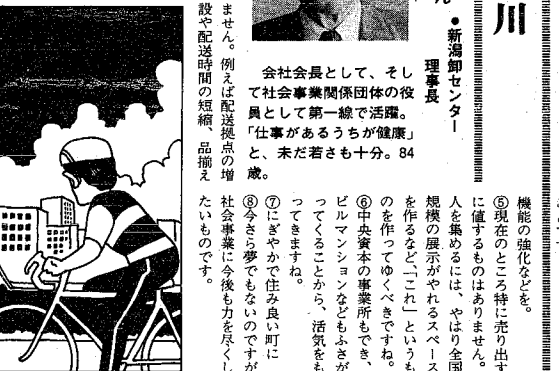 川
●新潟卸センター
理事長
会社会長として、そし
て社会事業関係団体の役
員として第一線で活躍。
「仕事があるうちが健康」
と、未だ若さも十分。84
歳。
機能の強化などを。
⑤現在のところ特に売り出す
に値するものはありません。
人を集めるには、やはり全国
規模の展示がやれるスペース
を作るなど、「これ」というも
のを作ってゆくべきですね。
⑥中央資本の事業所もでき、
ビルマンションなどもふさが
ってくることから、活気をも
ってきますね。
⑦にぎやかで住み良い町に
⑧今さら夢でもないのですが
社会事業に今後も力を尽くし
たいものです。
ません。例えば配送拠点の増
設や配送時間の短縮、品揃え